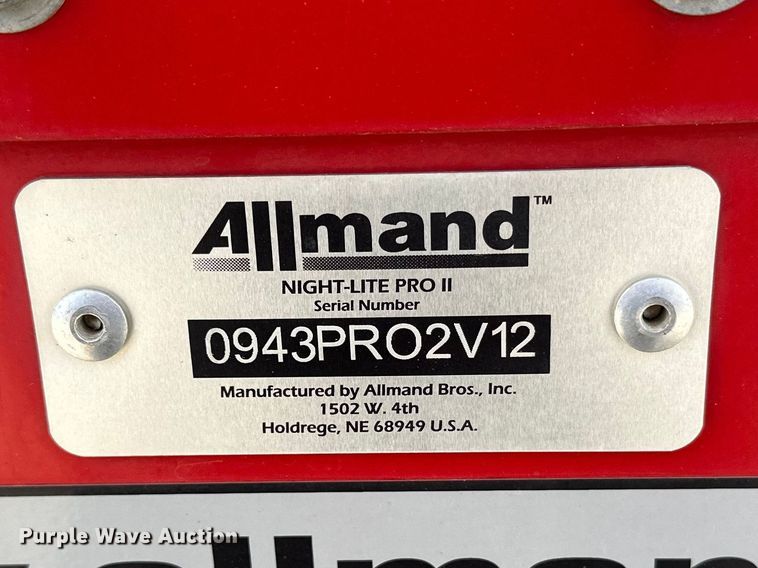 Allmand™
NIGHT-LITE PRO II
Serial Number
0943PRO2V12
Manufactured by Allmand Bros., Inc.
1502 W. 4th
Holdrege, NE 68949 U.S.A.
Purple Wave Auction
allmand